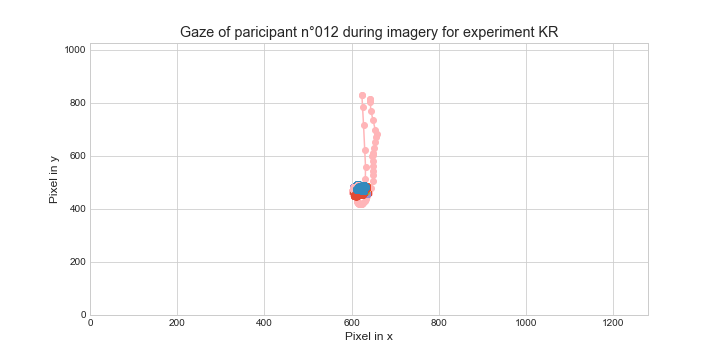 Gaze of paricipant n°012 during imagery for experiment KR
Pixel in y
1000
800
600
400
200
0
0 200 400 600 800 1000 1200
Pixel in x